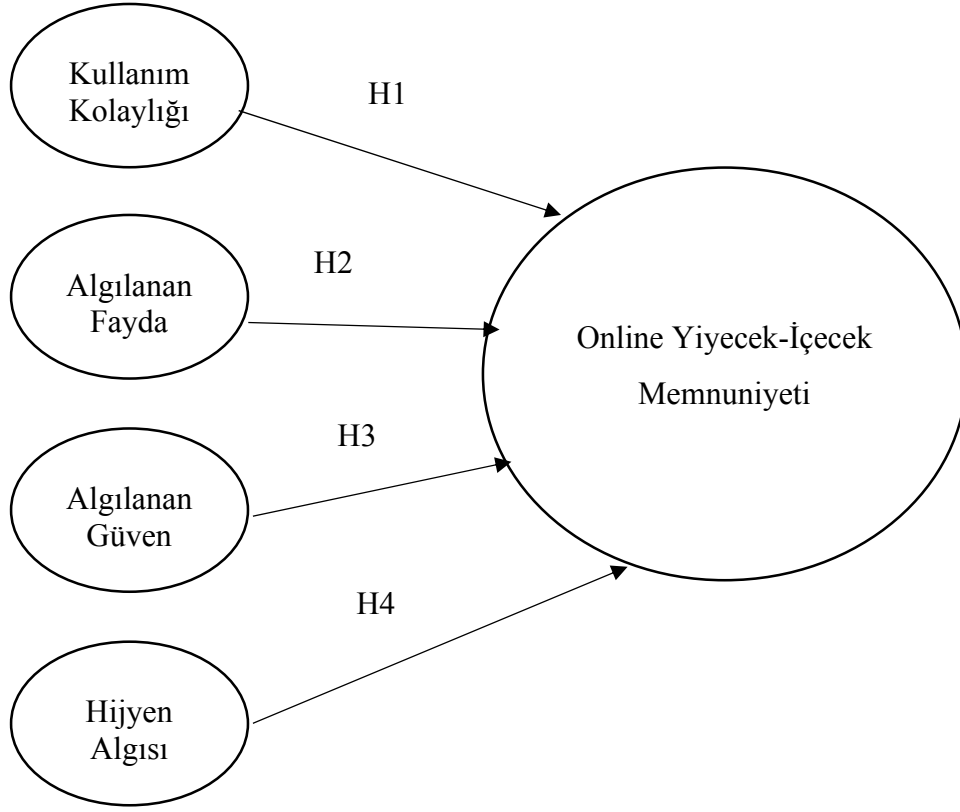 Kullanım
Kolaylığı
H1
Algılanan
Fayda
H2
Online Yiyecek-İçecek
Memnuniyeti
Algılanan
Güven
H3
Hijyen
Algısı
H4